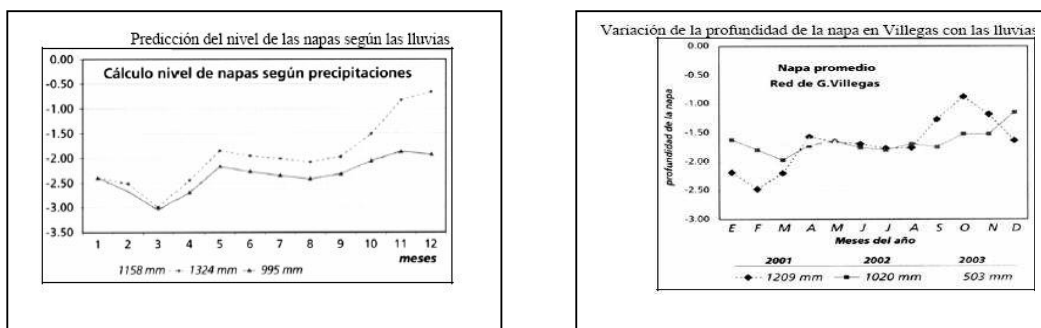 Predicción del nivel de las napas según las lluvias
Cálculo nivel de napas según precipitaciones
0.00
-0.50
-1.00
-1.50
-2.00
-2.50
-3.00
-3.50
1 2 3 4 5 6 7 8 9 10 11 12
meses
1158 mm 1324 mm 995 mm
Variación de la profundidad de la napa en Villegas con las lluvias
Napa promedio
Red de G.Villegas
profundidad de la napa
0.00
-0.50
-1.00
-1.50
-2.00
-2.50
-3.00
E F M A M J J A S O N D
Meses del año
2001 2002 2003
1209 mm 1020 mm 503 mm